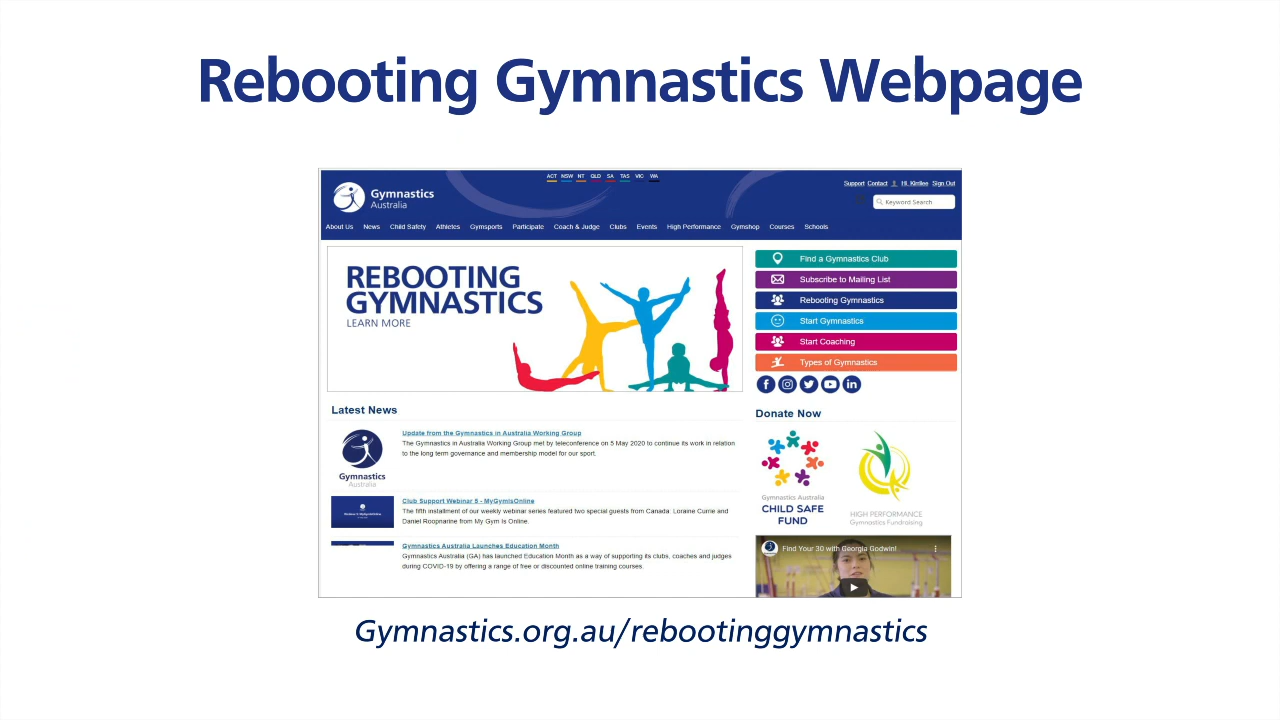 Rebooting Gymnastics Webpage
ACT NSW NT QLD SA TAS VIC WA
Support Contact Hi, Kimilee Sign Out
Gymnastics
Australia
Keyword Search
About Us News Child Safety Athletes Gymsports Participate Coach & Judge Clubs Events High Performance Gymshop Courses Schools
REBOOTING
GYMNASTICS
LEARN MORE
Find a Gymnastics Club
Subscribe to Mailing List
Rebooting Gymnastics
Start Gymnastics
Start Coaching
Types of Gymnastics
Latest News
Update from the Gymnastics in Australia Working Group
The Gymnastics in Australia Working Group met by teleconference on 5 May 2020 to continue its work in relation
to the long term governance and membership model for our sport.
Gymnastics
Australia
Club Support Webinar 5 - MyGymisOnline
The fifth installment of our weekly webinar series featured two special guests from Canada. Loraine Currie and
Daniel Roopnarine from My Gym Is Online.
Gymnastics Australia Launches Education Month
Gymnastics Australia (GA) has launched Education Month as a way of supporting its clubs, coaches and judges
during COVID-19 by offering a range of free or discounted online training courses.
Donate Now
Gymnastics Australia
CHILD SAFE
FUND
HIGH PERFORMANCE
Gymnastics Fundraising
Find Your 30 with Georgia Godwin!
Gymnastics.org.au/rebootinggymnastics